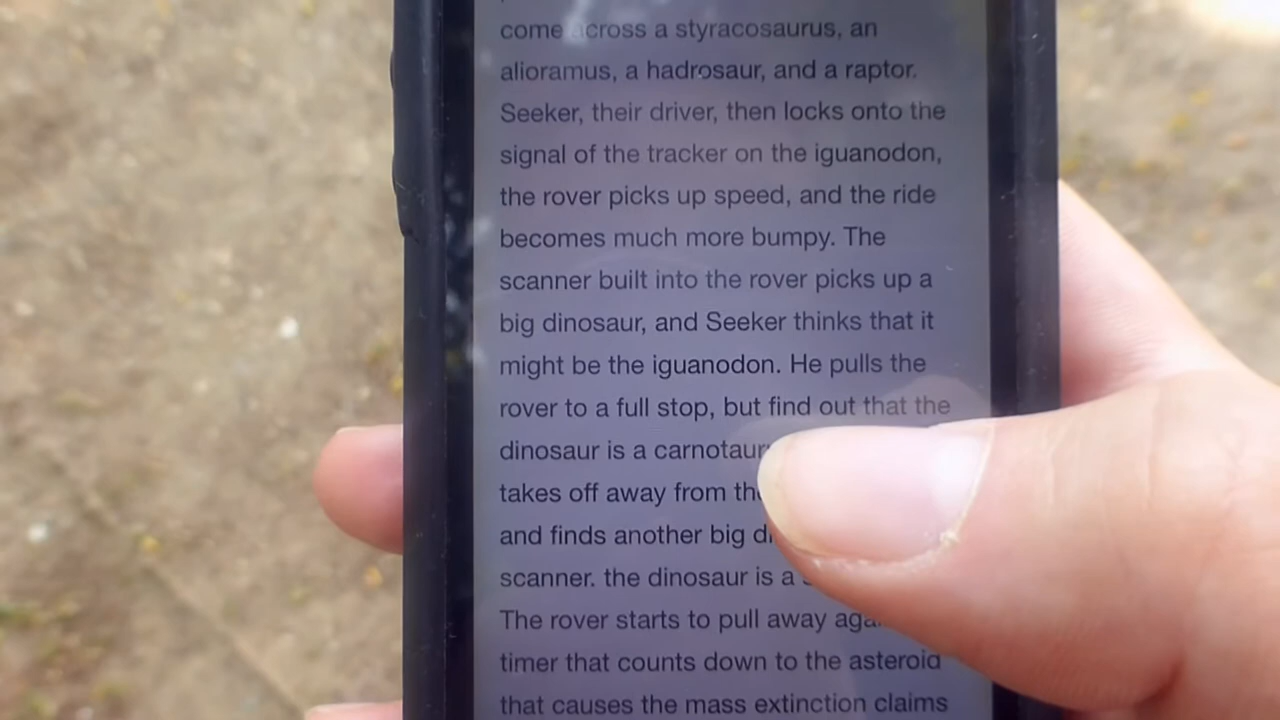 come across a styracosaurus, an
alioramus, a hadrosaur, and a raptor.
Seeker, their driver, then locks onto the
signal of the tracker on the iguanodon,
the rover picks up speed, and the ride
becomes much more bumpy. The
scanner built into the rover picks up a
big dinosaur, and Seeker thinks that it
might be the iguanodon. He pulls the
rover to a full stop, but find out that the
dinosaur is a
takes off away from
and finds another big
scanner. the dinosaur is a
The rover starts to pull away
timer that counts down to the asteroid
that causes the mass extinction claims